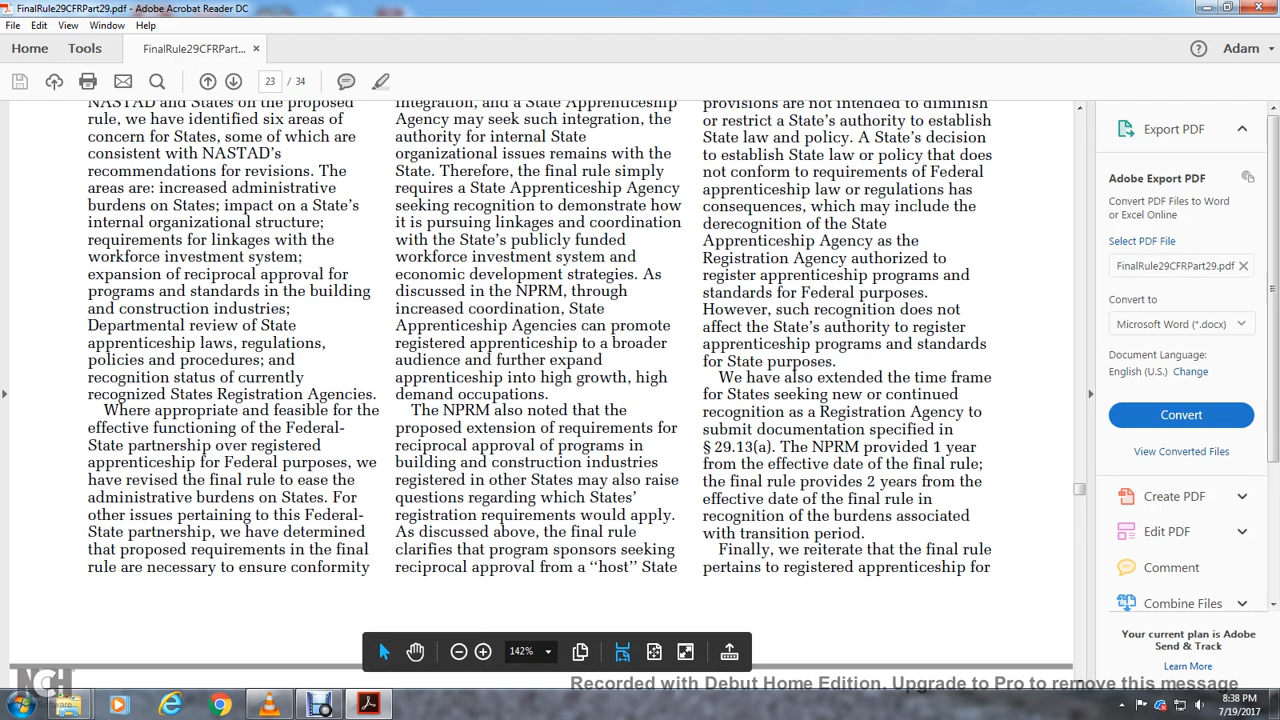 FinalRule29CFRPart29.pdf - Adobe Acrobat Reader DC
File Edit View Window Help
Home Tools FinalRule29CFRPart... × Adam
23 / 34
NASTAD and States on the proposed
rule, we have identified six areas of
concern for States, some of which are
consistent with NASTAD's
recommendations for revisions. The
areas are: increased administrative
burdens on States; impact on a State's
internal organizational structure;
requirements for linkages with the
workforce investment system;
expansion of reciprocal approval for
programs and standards in the building
and construction industries;
Departmental review of State
apprenticeship laws, regulations,
policies and procedures; and
recognition status of currently
recognized States Registration Agencies.
Where appropriate and feasible for the
effective functioning of the Federal-
State partnership over registered
apprenticeship for Federal purposes, we
have revised the final rule to ease the
administrative burdens on States. For
other issues pertaining to this Federal-
State partnership, we have determined
that proposed requirements in the final
rule are necessary to ensure conformity
integration, and a State Apprenticeship
Agency may seek such integration, the
authority for internal State
organizational issues remains with the
State. Therefore, the final rule simply
requires a State Apprenticeship Agency
seeking recognition to demonstrate how
it is pursuing linkages and coordination
with the State's publicly funded
workforce investment system and
economic development strategies. As
discussed in the NPRM, through
increased coordination, State
Apprenticeship Agencies can promote
registered apprenticeship to a broader
audience and further expand
apprenticeship into high growth, high
demand occupations.
The NPRM also noted that the
proposed extension of requirements for
reciprocal approval of programs in
building and construction industries
registered in other States may also raise
questions regarding which States'
registration requirements would apply.
As discussed above, the final rule
clarifies that program sponsors seeking
reciprocal approval from a ‘‘host’’ State
provisions are not intended to diminish
or restrict a State's authority to establish
State law and policy. A State's decision
to establish State law or policy that does
not conform to requirements of Federal
apprenticeship law or regulations has
consequences, which may include the
derecognition of the State
Apprenticeship Agency as the
Registration Agency authorized to
register apprenticeship programs and
standards for Federal purposes.
However, such recognition does not
affect the State's authority to register
apprenticeship programs and standards
for State purposes.
We have also extended the time frame
for States seeking new or continued
recognition as a Registration Agency to
submit documentation specified in
§ 29.13(a). The NPRM provided 1 year
from the effective date of the final rule;
the final rule provides 2 years from the
effective date of the final rule in
recognition of the burdens associated
with transition period.
Finally, we reiterate that the final rule
pertains to registered apprenticeship for
Export PDF
Adobe Export PDF
Convert PDF Files to Word
or Excel Online
Select PDF File
FinalRule29CFRPart29.pdf ×
Convert to
Microsoft Word (*.docx)
Document Language:
English (U.S.) Change
Convert
View Converted Files
Create PDF
Edit PDF
Comment
Combine Files
Your current plan is Adobe
Send & Track
Learn More
142%
NCH
Software
Recorded with Debut Home Edition. Upgrade to Pro to remove this message
8:38 PM
7/19/2017